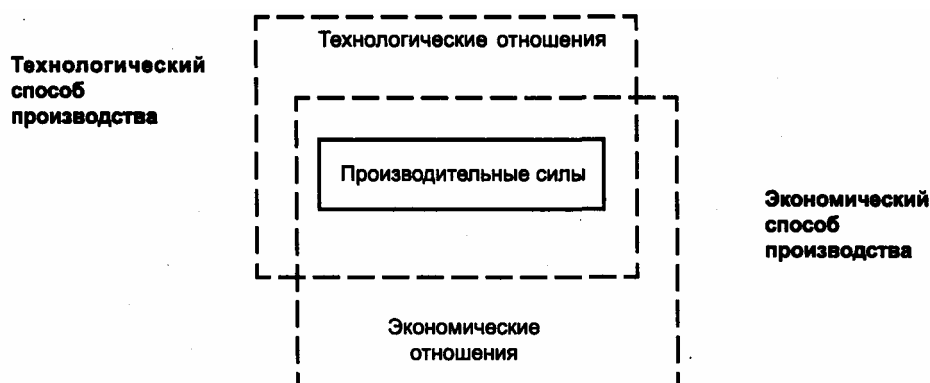 Технологические отношения
Технологический
способ
производства
Производительные силы
Экономический
способ
производства
Экономические
отношения